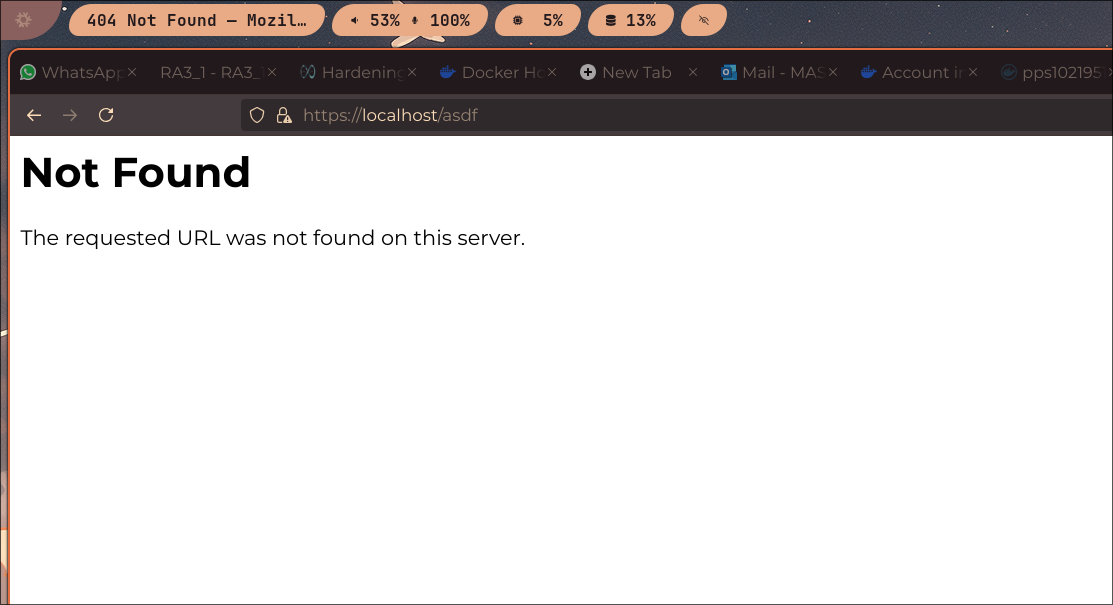 404 Not Found — Mozil… 53% 100% 5% 13%
WhatsApp RA3_1 - RA3_1 Hardening Docker Ho New Tab Mail - MAS Account in pps102195
https://localhost/asdf
Not Found
The requested URL was not found on this server.